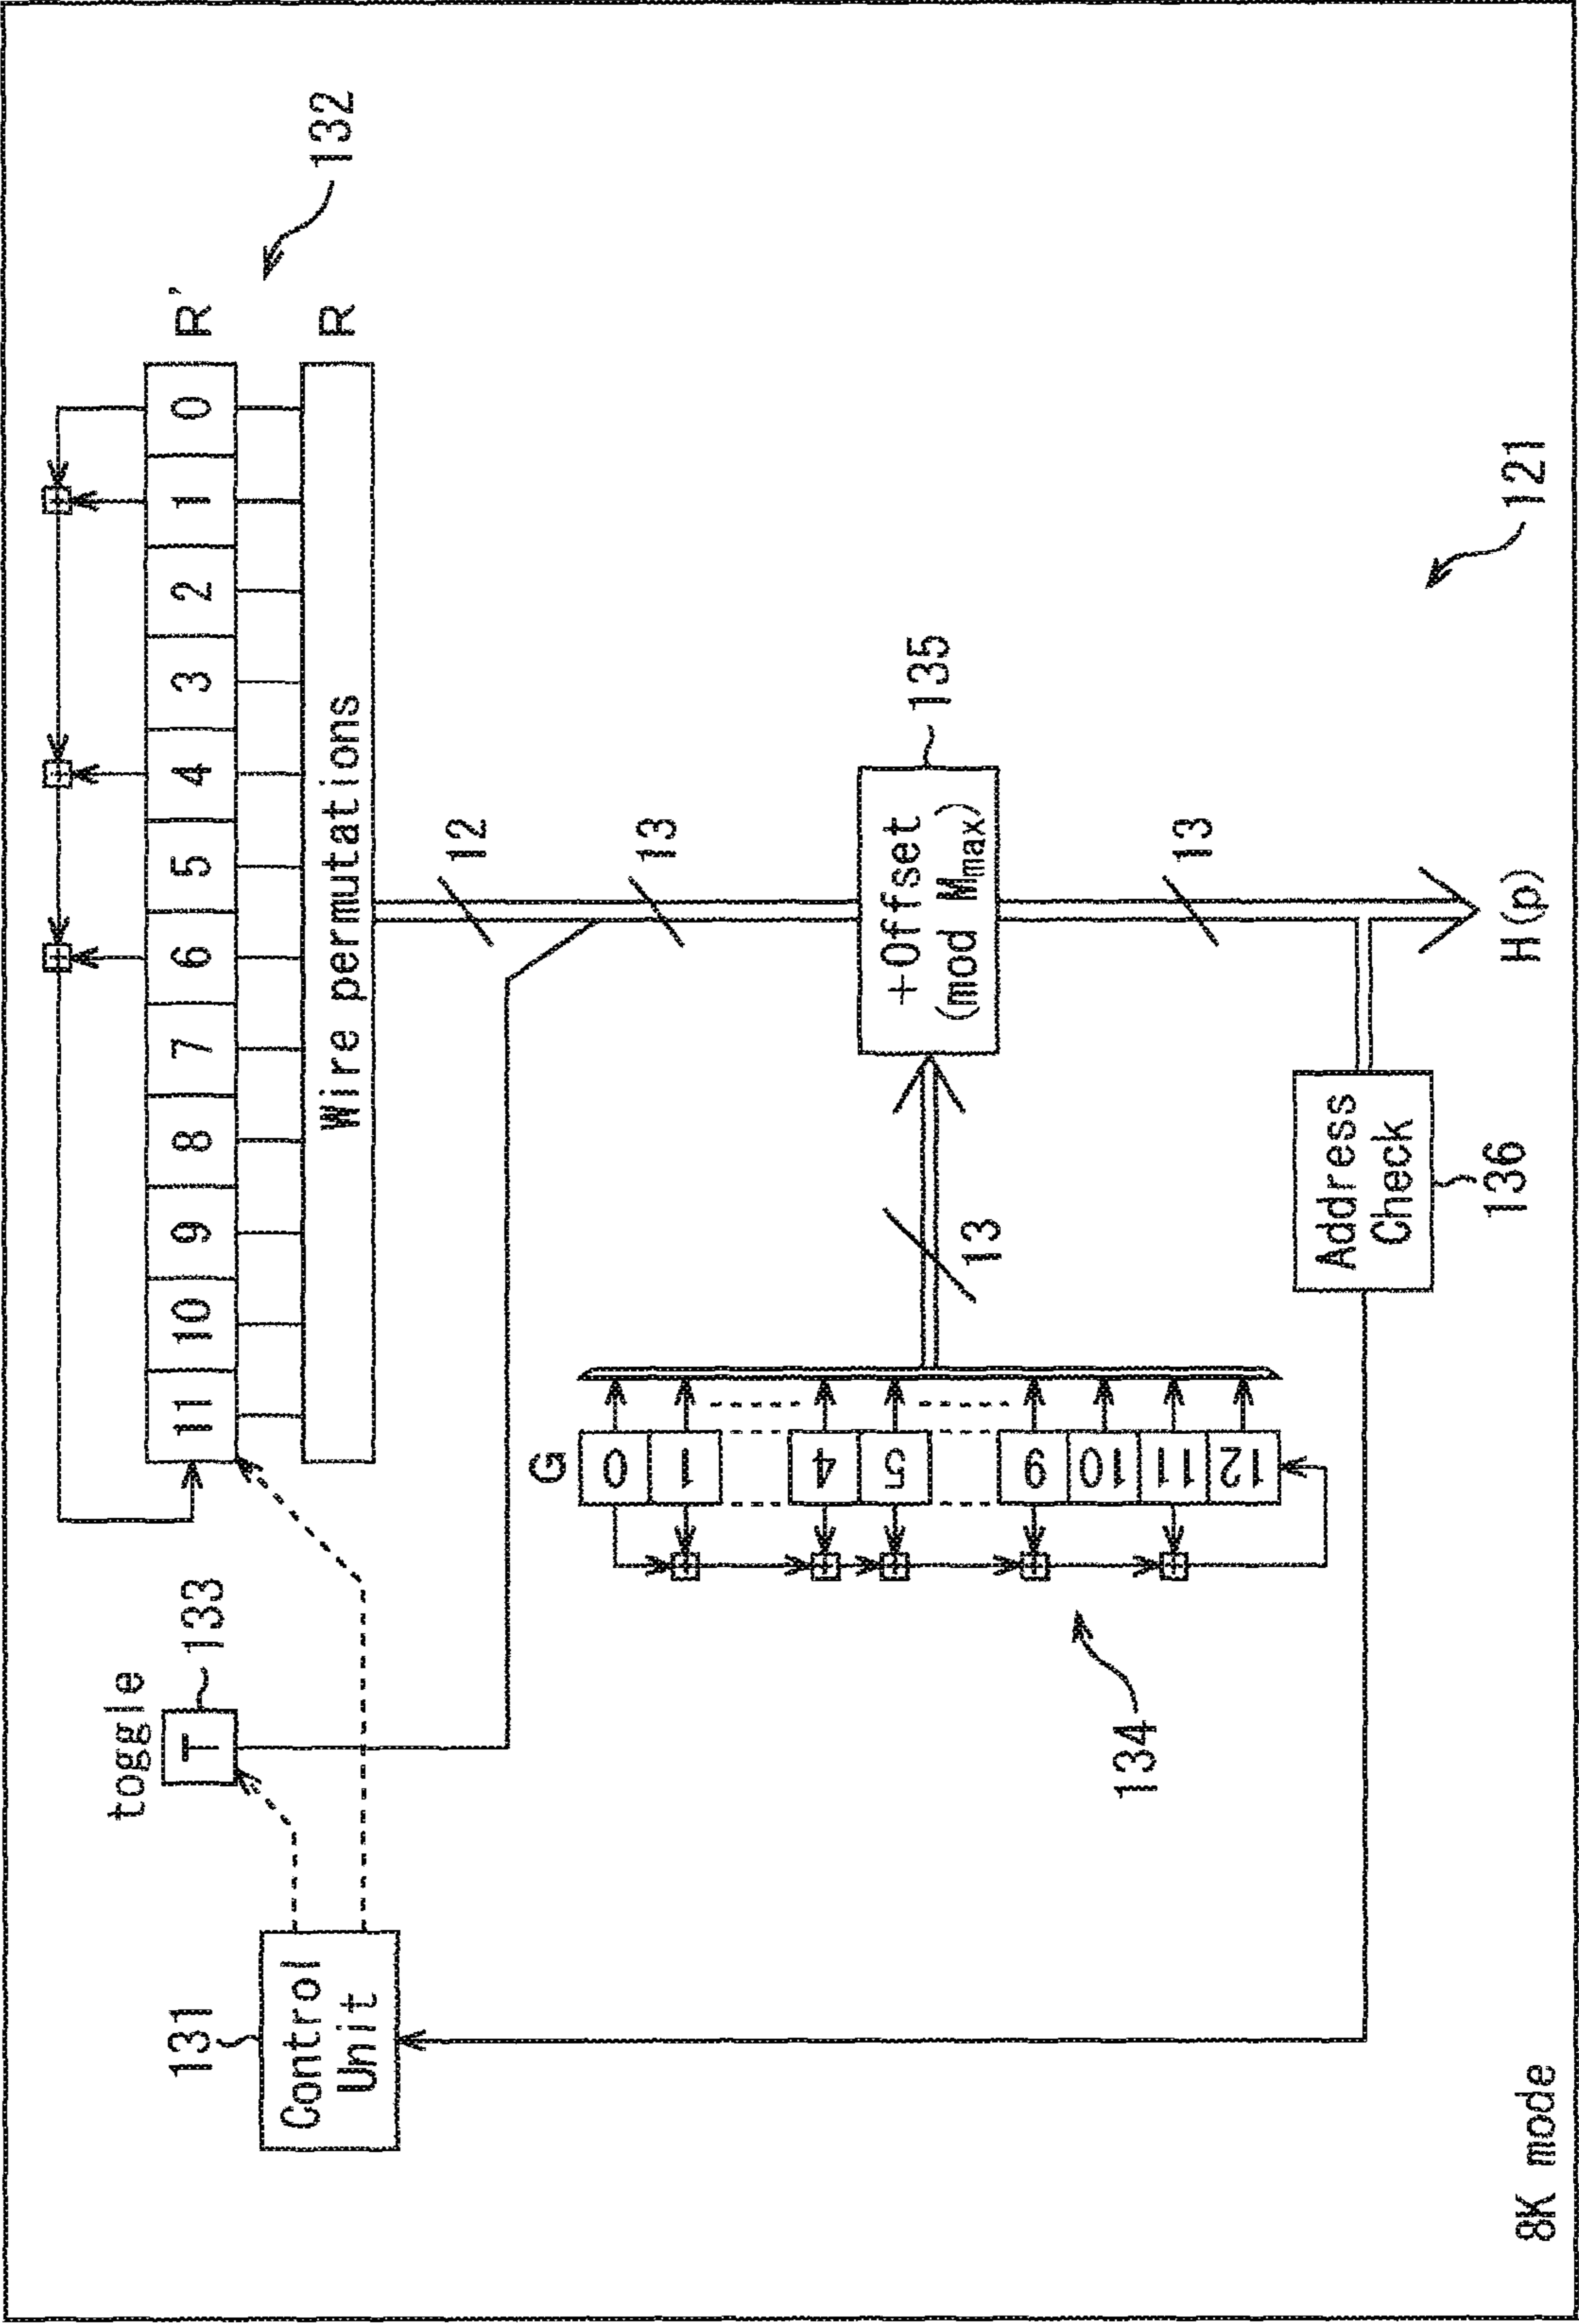 132
R'
11 10 9 8 7 6 5 4 3 2 1 0
R
Wire permutations
toggle
T
133
131
Control
Unit
12
13
G
0
1
4
5
9
10
11
12
134
13
+Offset
(mod Mmax)
135
13
Address
Check
136
H(p)
121
8K mode